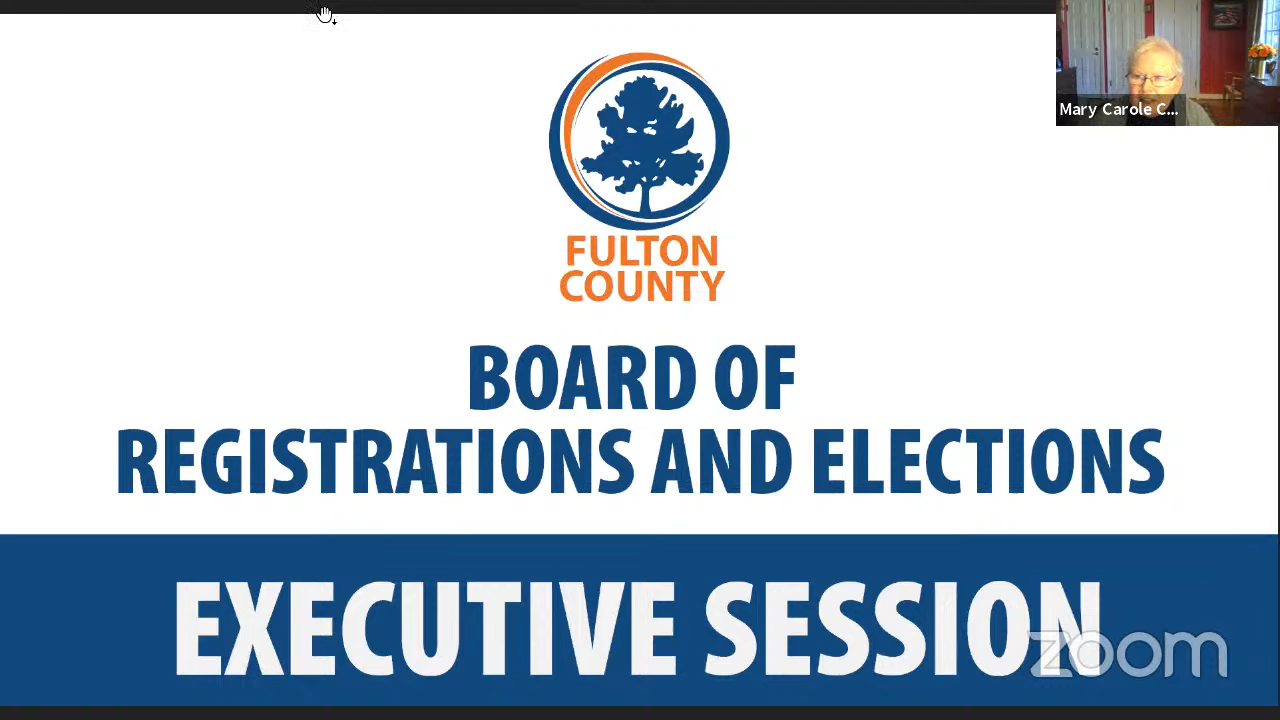 Mary Carole C...
FULTON
COUNTY
BOARD OF
REGISTRATIONS AND ELECTIONS
EXECUTIVE SESSION
zoom